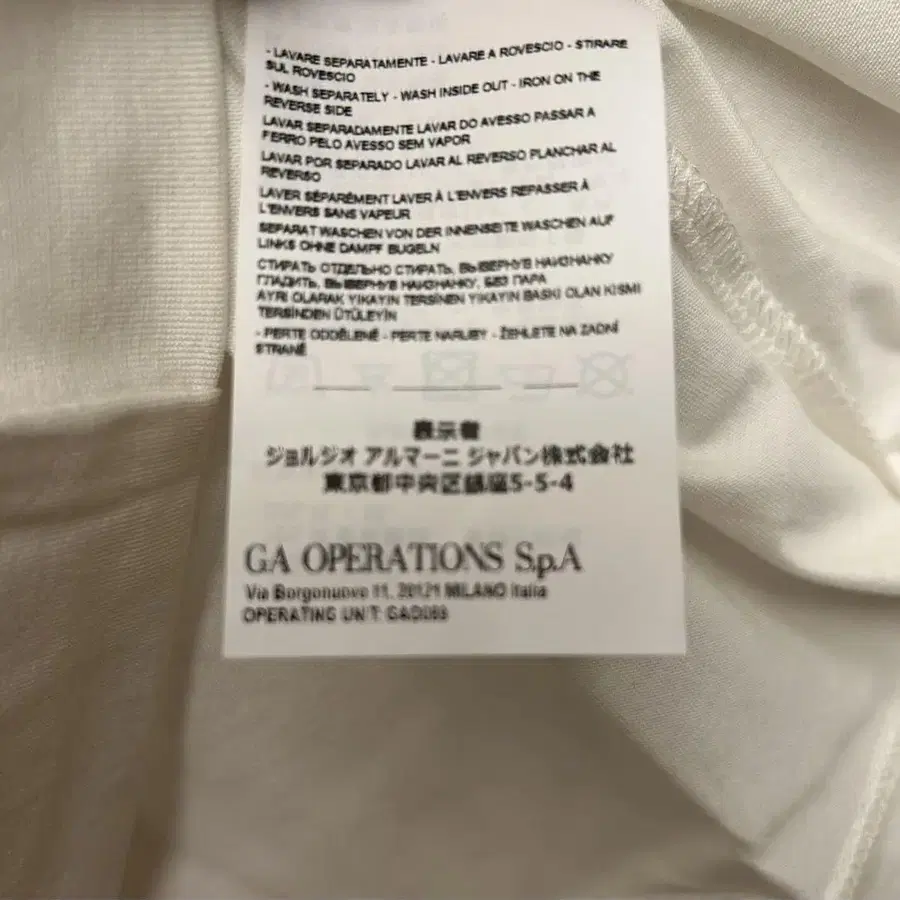 - LAVARE SEPARATAMENTE - LAVARE A ROVESCIO - STIRARE
SUL ROVESCIO
- WASH SEPARATELY - WASH INSIDE OUT - IRON ON THE
REVERSE SIDE
LAVAR SEPARADAMENTE LAVAR DO AVESSO PASSAR A
FERRO PELO AVESSO SEM VAPOR
LAVAR POR SEPARADO LAVAR AL REVERSO PLANCHAR AL
REVERSO
LAVER SÉPARÉMENT LAVER À L'ENVERS REPASSER À
L'ENVERS SANS VAPEUR
SEPARAT WASCHEN VON DER INNENSEITE WASCHEN AUF
LINKS OHNE DAMPF BUGELN
СТИРАТЬ ОТДЕЛЬНО СТИРАТЬ, ВЫВЕРНУВ НАИЗНАНКУ
ГЛАДИТЬ, ВЫВЕРНУВ НАИЗНАНКУ, БЕЗ ПАРА
AYRI OLARAK YIKAYIN TERSİNEN YIKAYIN BASKI OLAN KISMI
TERSİNDEN ÜTÜLEYİN
- PERTE ODDĚLENĚ - PERTE NARUBY - ŽEHLETE NA ZADNÍ
STRANĚ
表示者
ジョルジオ アルマーニ ジャパン株式会社
東京都中央区銀座5-5-4
GA OPERATIONS S.p.A
Via Borgonuovo 11, 20121 MILANO Italia
OPERATING UNIT: